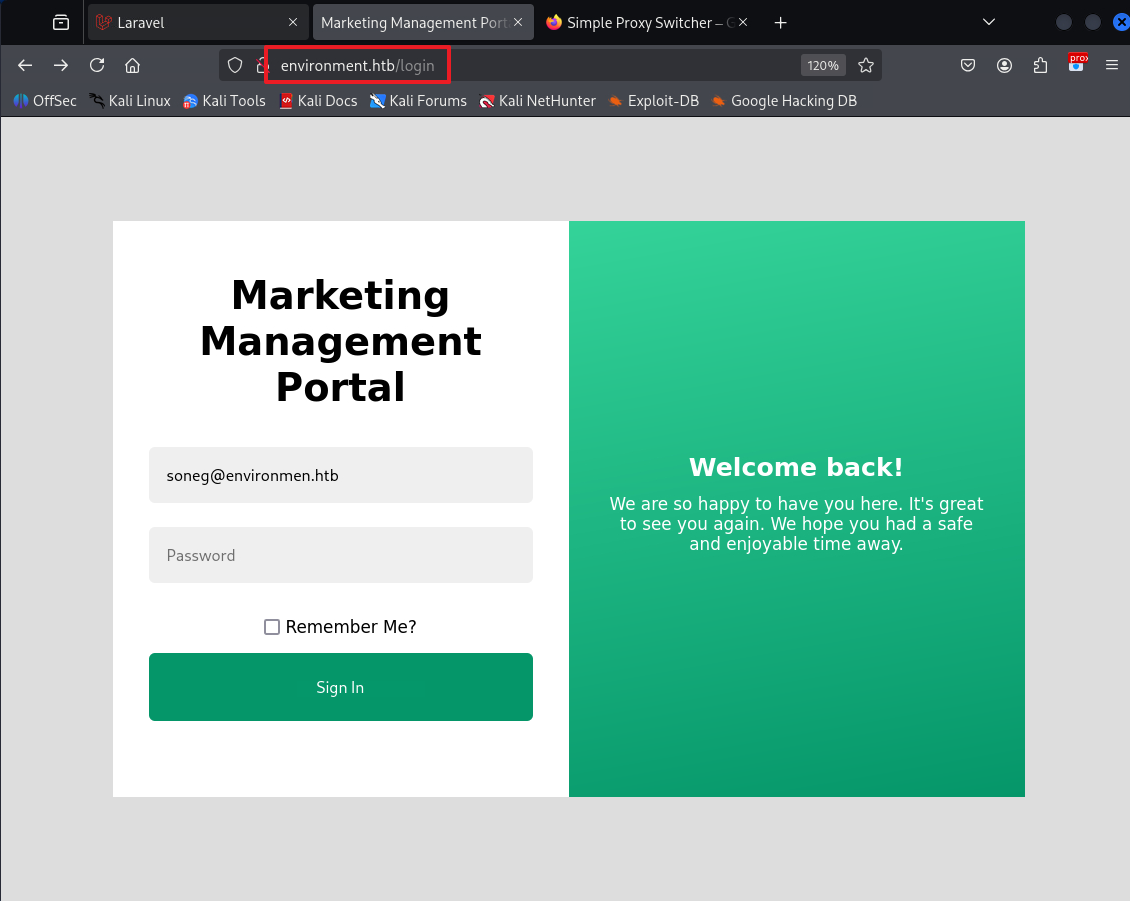 Laravel
Marketing Management Port
Simple Proxy Switcher – G
environment.htb/login
120%
prox
OffSec Kali Linux Kali Tools Kali Docs Kali Forums Kali NetHunter Exploit-DB Google Hacking DB
Marketing
Management
Portal
soneg@environmen.htb
Password
Remember Me?
Sign In
Welcome back!
We are so happy to have you here. It's great
to see you again. We hope you had a safe
and enjoyable time away.